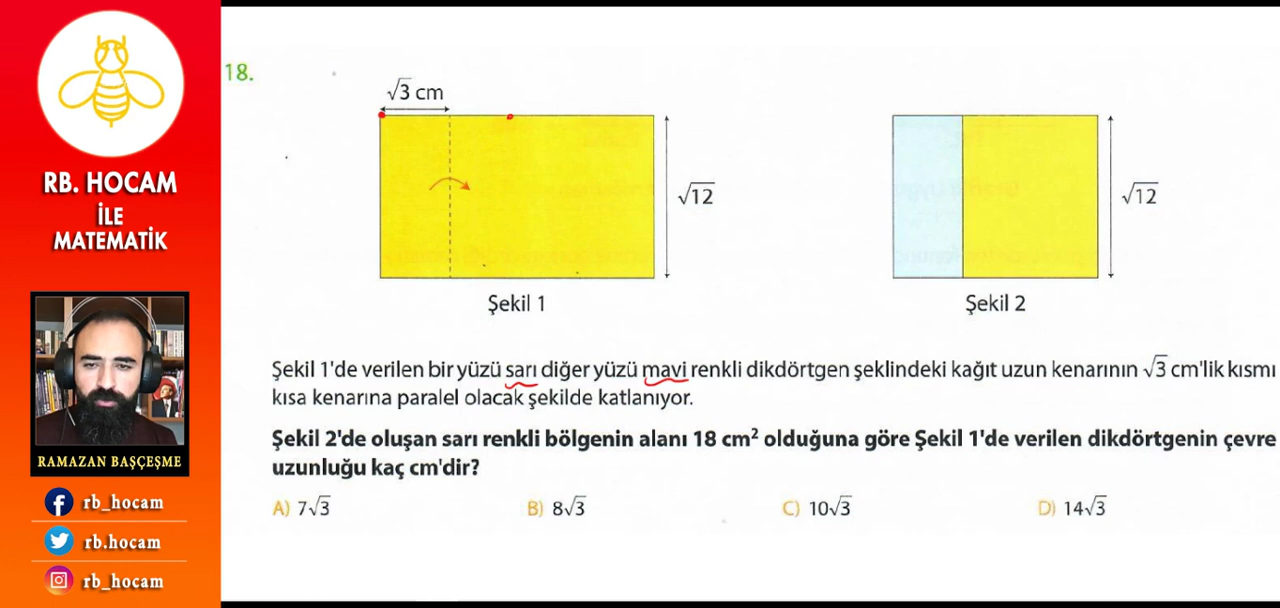 RB. HOCAM
İLE
MATEMATİK
RAMAZAN BAŞÇEŞME
rb_hocam
rb.hocam
rb_hocam
18.
√3 cm
√12
Şekil 1
√12
Şekil 2
Şekil 1'de verilen bir yüzü sarı diğer yüzü mavi renkli dikdörtgen şeklindeki kağıt uzun kenarının √3 cm'lik kısmı
kısa kenarına paralel olacak şekilde katlanıyor.
Şekil 2'de oluşan sarı renkli bölgenin alanı 18 cm² olduğuna göre Şekil 1'de verilen dikdörtgenin çevre
uzunluğu kaç cm'dir?
A) 7√3 B) 8√3 C) 10√3 D) 14√3